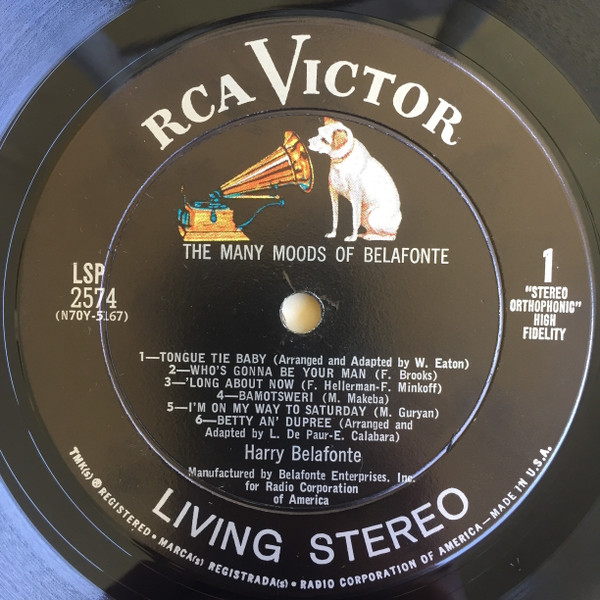 RCA VICTOR
THE MANY MOODS OF BELAFONTE
LSP
2574
(N70Y-5167)
1
"STEREO
ORTHOPHONIC"
HIGH
FIDELITY
1—TONGUE TIE BABY (Arranged and Adapted by W. Eaton)
2—WHO'S GONNA BE YOUR MAN (F. Brooks)
3—'LONG ABOUT NOW (F. Hellerman-F. Minkoff)
4—BAMOTSWERI (M. Makeba)
5—I'M ON MY WAY TO SATURDAY (M. Guryan)
6—BETTY AN' DUPREE (Arranged and
Adapted by L. De Paur-E. Calabara)
Harry Belafonte
Manufactured by Belafonte Enterprises, Inc.
for Radio Corporation
of America
LIVING STEREO
TMK(s) ® REGISTERED • MARCA(s) REGISTRADA(s) • RADIO CORPORATION OF AMERICA—MADE IN U.S.A.